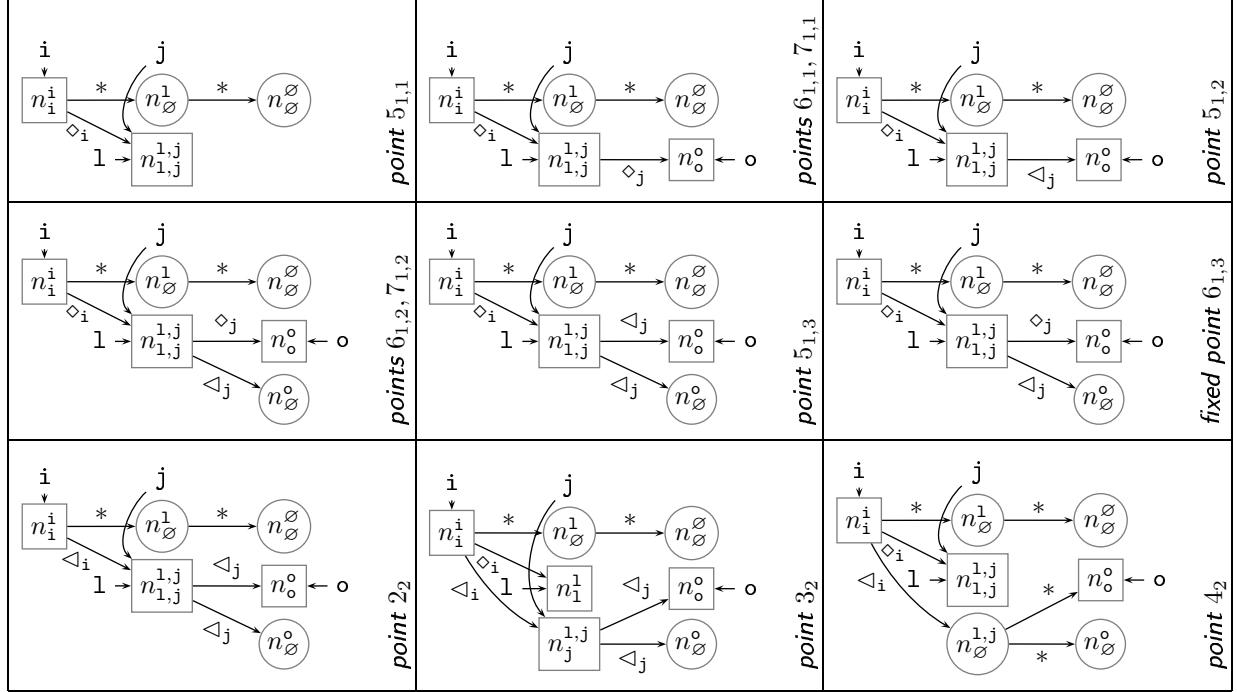 i j
n_i^i * n_∅^l * n_∅^∅
◇_i
l n_{l,j}^{l,j}
point 5_{1,1}
i j
n_i^i * n_∅^l * n_∅^∅
◇_i
l n_{l,j}^{l,j} ◇_j n_o^o o
points 6_{1,1}, 7_{1,1}
i j
n_i^i * n_∅^l * n_∅^∅
◇_i
l n_{l,j}^{l,j} ◁_j n_o^o o
point 5_{1,2}
i j
n_i^i * n_∅^l * n_∅^∅
◇_i ◇_j
l n_{l,j}^{l,j} n_o^o o
◁_j n_∅^o
points 6_{1,2}, 7_{1,2}
i j
n_i^i * n_∅^l * n_∅^∅
◇_i ◁_j
l n_{l,j}^{l,j} n_o^o o
◁_j n_∅^o
point 5_{1,3}
i j
n_i^i * n_∅^l * n_∅^∅
◇_i ◇_j
l n_{l,j}^{l,j} n_o^o o
◁_j n_∅^o
fixed point 6_{1,3}
i j
n_i^i * n_∅^l * n_∅^∅
◁_i ◁_j
l n_{l,j}^{l,j} n_o^o o
◁_j n_∅^o
point 2_2
i j
n_i^i * n_∅^l * n_∅^∅
◇_i
◁_i l n_l^l ◁_j n_o^o o
n_j^{l,j} ◁_j n_∅^o
point 3_2
i j
n_i^i * n_∅^l * n_∅^∅
◇_i
◁_i l n_{l,j}^{l,j} * n_o^o o
n_∅^{l,j} * n_∅^o
point 4_2